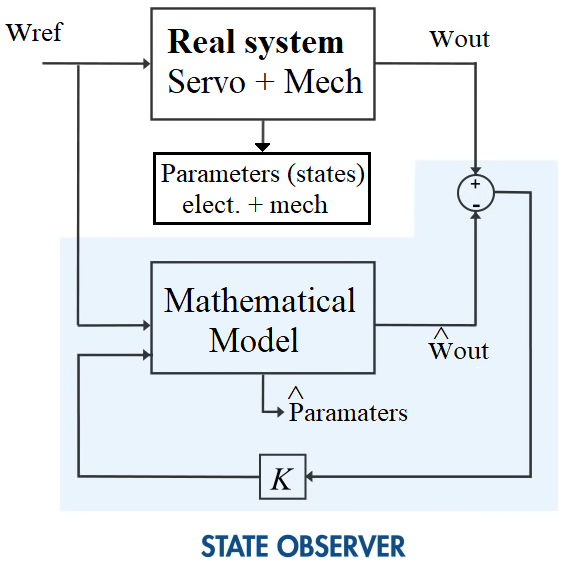 Wref
Real system
Servo + Mech
Wout
Parameters (states)
elect. + mech
+
-
Mathematical
Model
^
Wout
^
Paramaters
K
STATE OBSERVER